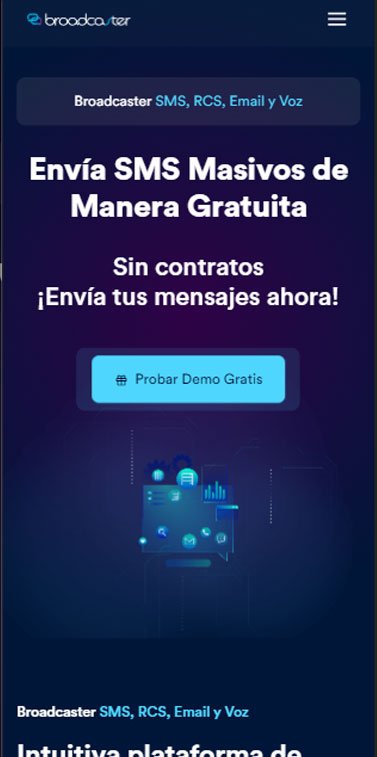 broadcaster
Broadcaster SMS, RCS, Email y Voz
Envía SMS Masivos de
Manera Gratuita
Sin contratos
¡Envía tus mensajes ahora!
Probar Demo Gratis
Broadcaster SMS, RCS, Email y Voz
Intuitiva plataforma de